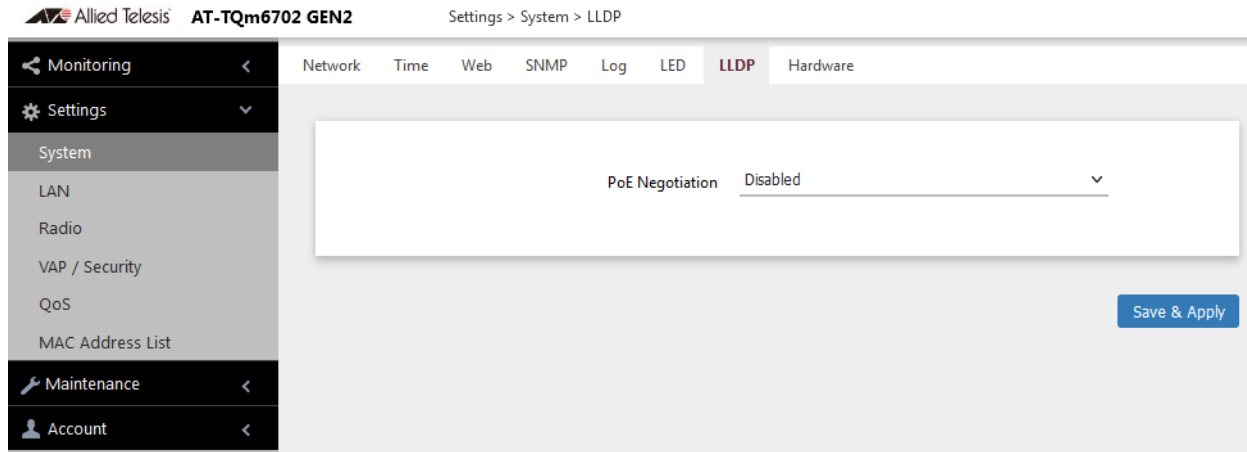 Allied Telesis AT-TQm6702 GEN2 Settings > System > LLDP
Monitoring
Network Time Web SNMP Log LED LLDP Hardware
Settings
System
PoE Negotiation Disabled
LAN
Radio
VAP / Security
QoS
Save & Apply
MAC Address List
Maintenance
Account